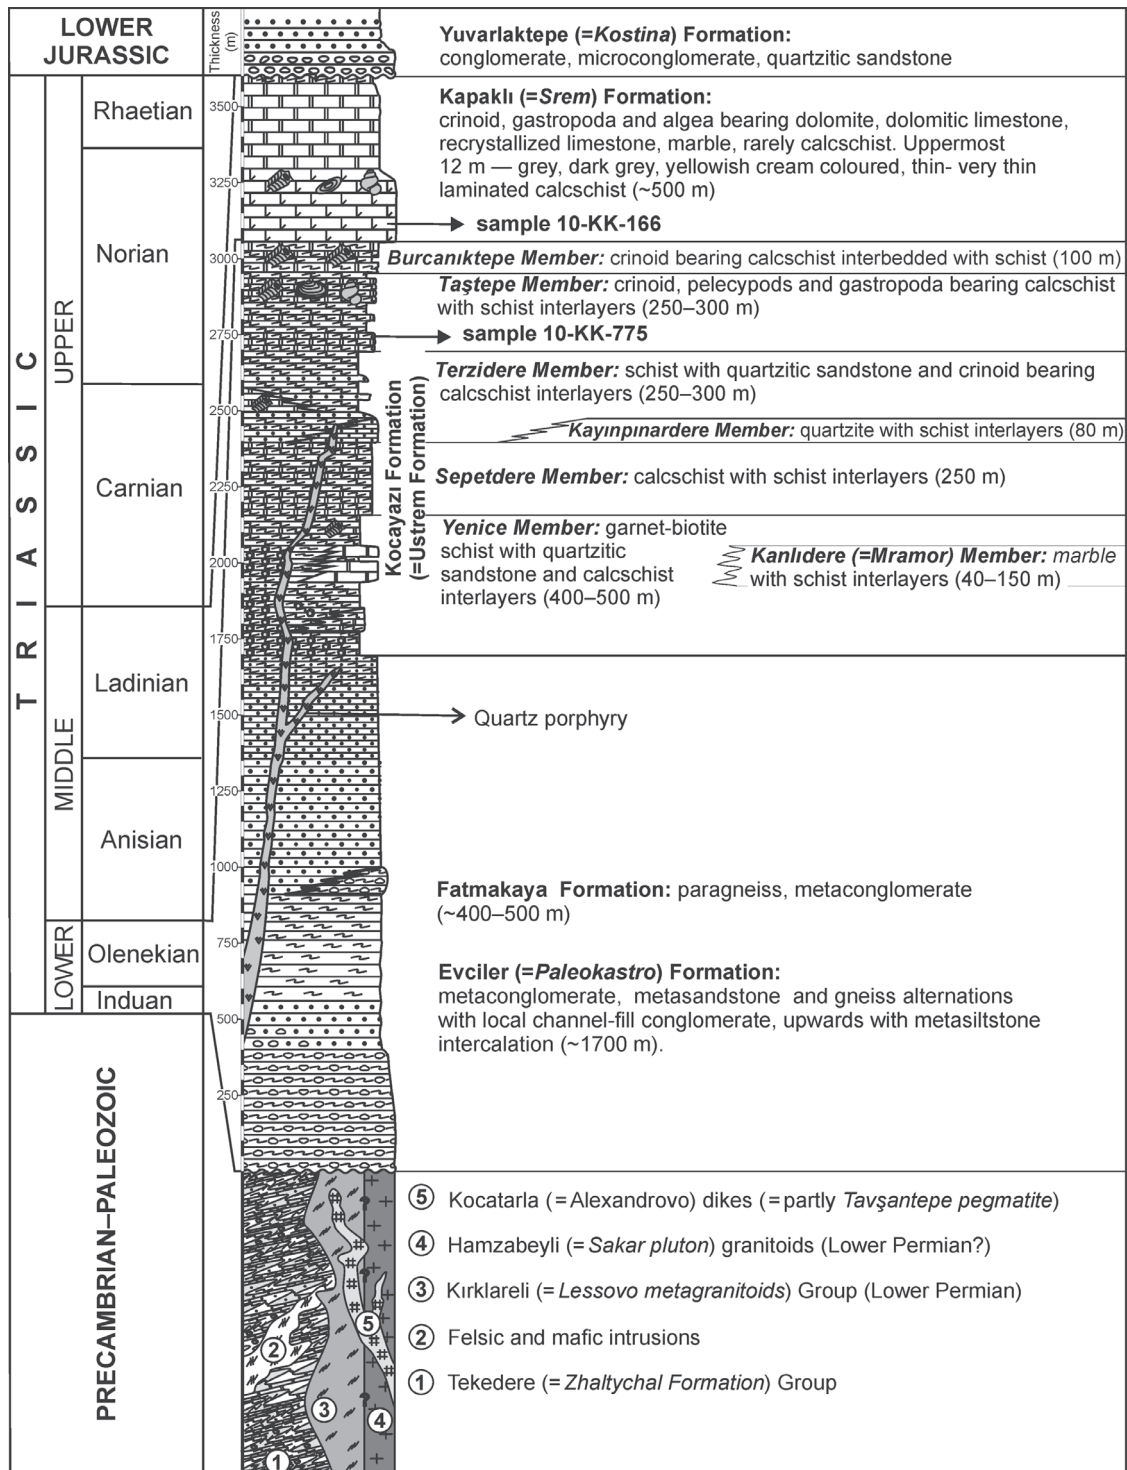 LOWER
JURASSIC
Thickness
(m)
Yuvarlaktepe (=Kostina) Formation:
conglomerate, microconglomerate, quartzitic sandstone
TRIASSIC
UPPER
MIDDLE
LOWER
Rhaetian
Norian
Carnian
Ladinian
Anisian
Olenekian
Induan
PRECAMBRIAN–PALEOZOIC
3500
3250
3000
2750
2500
2250
2000
1750
1500
1250
1000
750
500
250
Kapaklı (=Srem) Formation:
crinoid, gastropoda and algea bearing dolomite, dolomitic limestone,
recrystallized limestone, marble, rarely calcschist. Uppermost
12 m — grey, dark grey, yellowish cream coloured, thin- very thin
laminated calcschist (~500 m)
sample 10-KK-166
Burcanıktepe Member: crinoid bearing calcschist interbedded with schist (100 m)
Taştepe Member: crinoid, pelecypods and gastropoda bearing calcschist
with schist interlayers (250–300 m)
sample 10-KK-775
Kocayazı Formation
(=Ustrem Formation)
Terzidere Member: schist with quartzitic sandstone and crinoid bearing
calcschist interlayers (250–300 m)
Kayınpınardere Member: quartzite with schist interlayers (80 m)
Sepetdere Member: calcschist with schist interlayers (250 m)
Yenice Member: garnet-biotite
schist with quartzitic
sandstone and calcschist
interlayers (400–500 m)
Kanlıdere (=Mramor) Member: marble
with schist interlayers (40–150 m)
Quartz porphyry
Fatmakaya Formation: paragneiss, metaconglomerate
(~400–500 m)
Evciler (=Paleokastro) Formation:
metaconglomerate, metasandstone and gneiss alternations
with local channel-fill conglomerate, upwards with metasiltstone
intercalation (~1700 m).
5 Kocatarla (=Alexandrovo) dikes (=partly Tavşantepe pegmatite)
4 Hamzabeyli (=Sakar pluton) granitoids (Lower Permian?)
3 Kırklareli (=Lessovo metagranitoids) Group (Lower Permian)
2 Felsic and mafic intrusions
1 Tekedere (=Zhaltychal Formation) Group
5
2
3
4
1